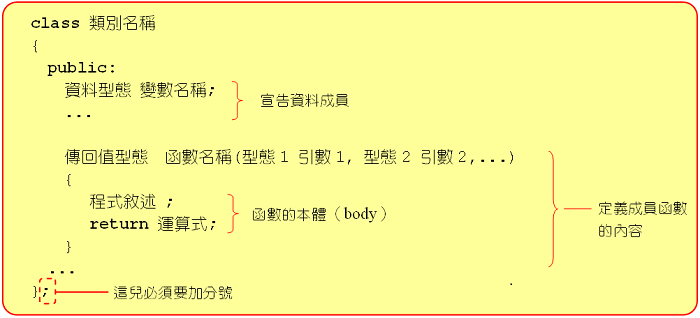 class 類別名稱
{
public:
資料型態 變數名稱;
...
宣告資料成員
傳回值型態 函數名稱(型態1 引數1, 型態2 引數2,...)
{
程式敘述 ;
return 運算式;
函數的本體（body）
}
定義成員函數
的內容
...
};
這兒必須要加分號